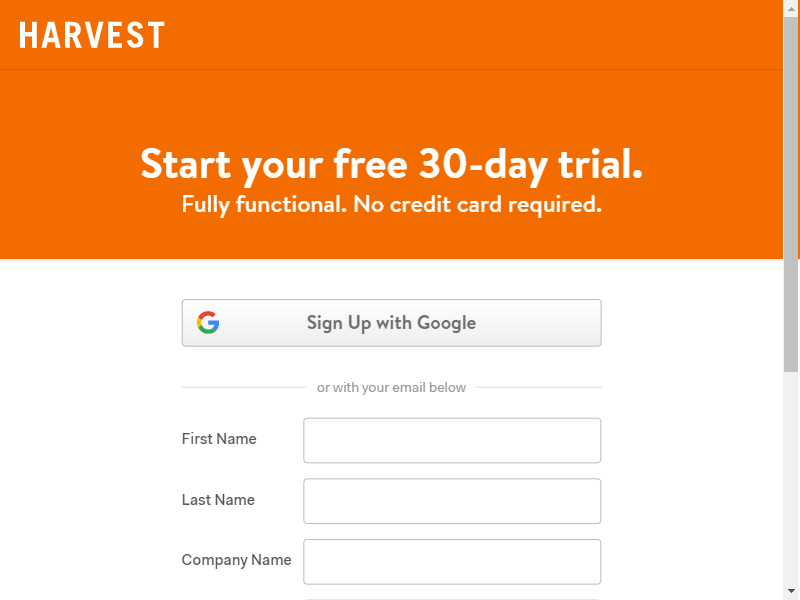 HARVEST
Start your free 30-day trial.
Fully functional. No credit card required.
Sign Up with Google
or with your email below
First Name
Last Name
Company Name